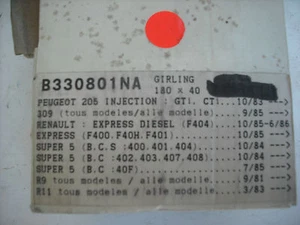 B330801NA GIRLING
180 x 40
PEUGEOT 205 INJECTION : GTI. CTI....10/83 --->
309 (tous modeles/alle modelle).... 9/85 --->
RENAULT : EXPRESS DIESEL (F404)...10/85-6/86
EXPRESS (F400.F40H.F401)...........10/85 --->
SUPER 5 (B.C.S : 400.401.404)......10/84 --->
SUPER 5 (B.C :402.403.407.408).....10/84 --->
SUPER 5 (B.C :40F)................. 7/85 --->
R9 tous modeles / alle modelle..... 9/81 --->
R11 tous modeles / alle modelle.... 3/83 --->